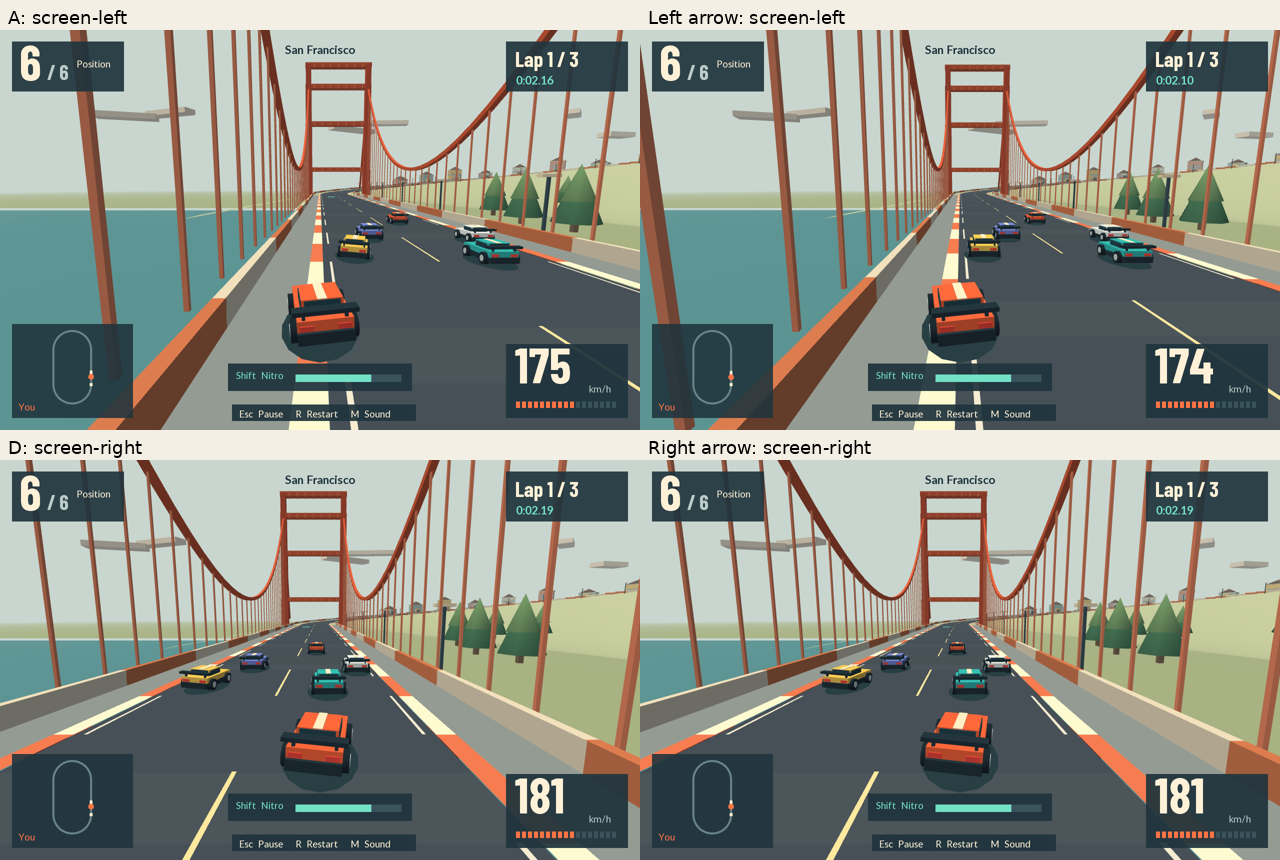 A: screen-left
6 / 6 Position
San Francisco
Lap 1 / 3
0:02.16
You
Shift Nitro
Esc Pause R Restart M Sound
175
km/h
Left arrow: screen-left
6 / 6 Position
San Francisco
Lap 1 / 3
0:02.10
You
Shift Nitro
Esc Pause R Restart M Sound
174
km/h
D: screen-right
6 / 6 Position
San Francisco
Lap 1 / 3
0:02.19
You
Shift Nitro
Esc Pause R Restart M Sound
181
km/h
Right arrow: screen-right
6 / 6 Position
San Francisco
Lap 1 / 3
0:02.19
You
Shift Nitro
Esc Pause R Restart M Sound
181
km/h